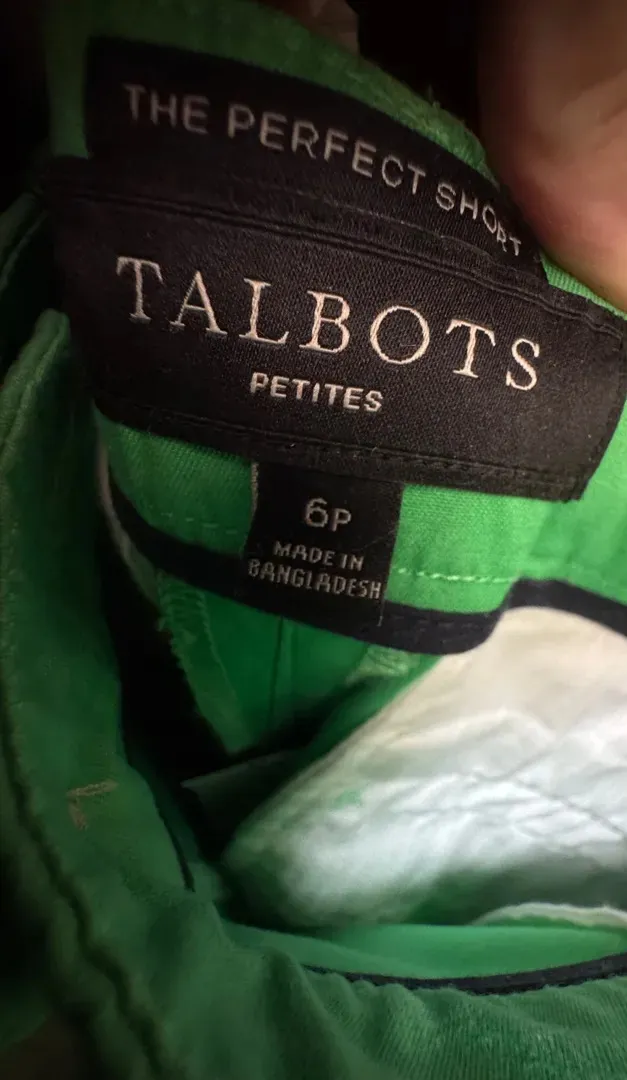 THE PERFECT SHORT
TALBOTS
PETITES
6P
MADE IN
BANGLADESH